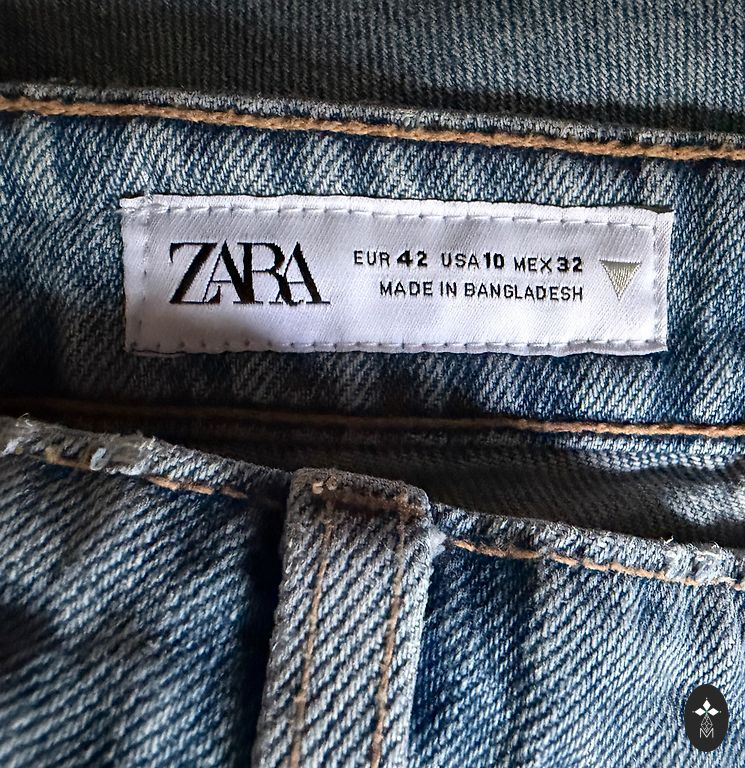 ZARA
EUR 42 USA 10 MEX 32
MADE IN BANGLADESH
M